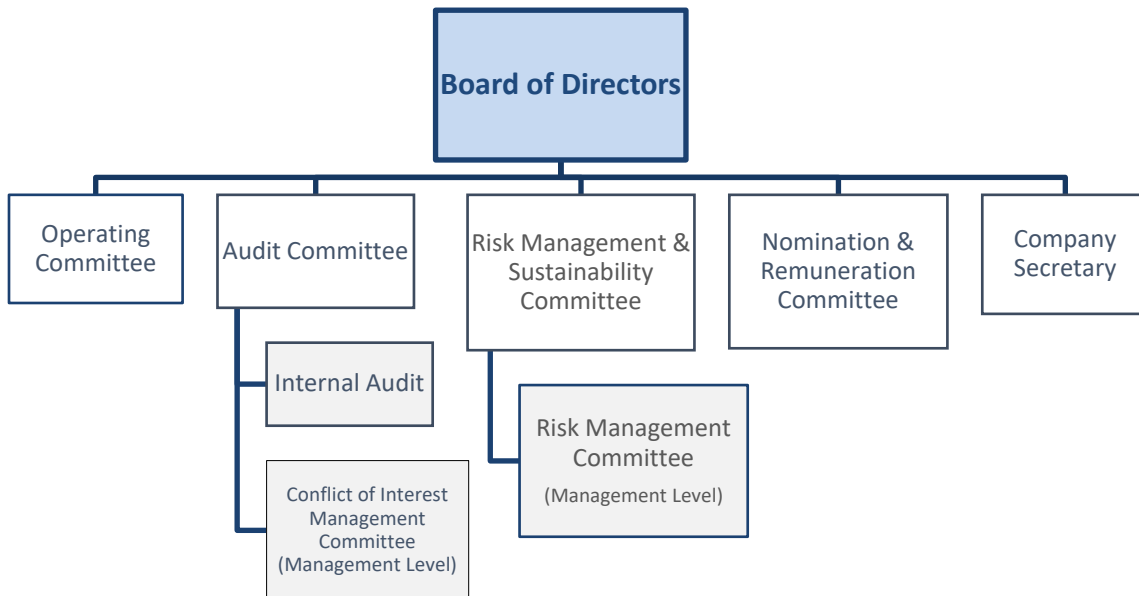 Board of Directors
Operating
Committee
Audit Committee
Risk Management &
Sustainability
Committee
Nomination &
Remuneration
Committee
Company
Secretary
Internal Audit
Conflict of Interest
Management
Committee
(Management Level)
Risk Management
Committee
(Management Level)